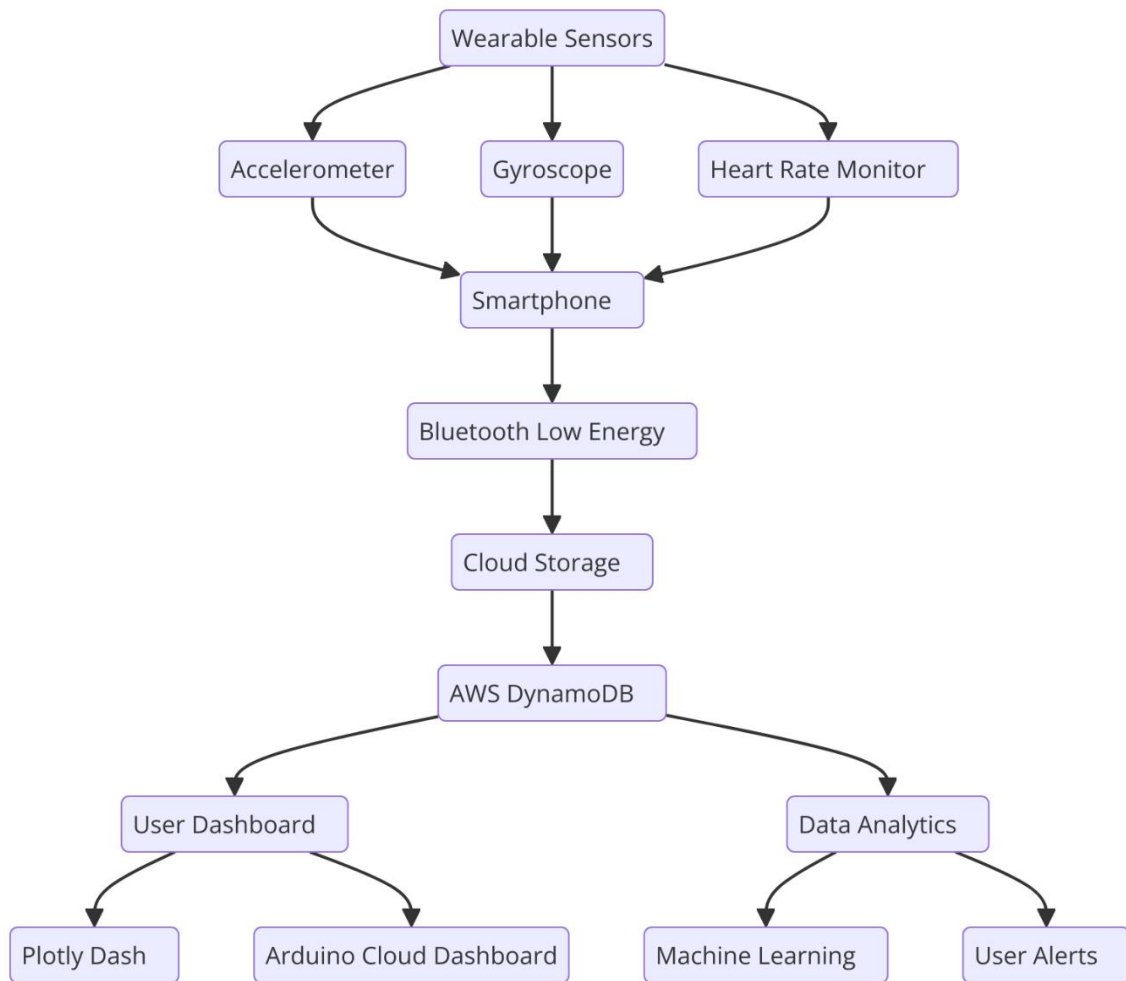 Wearable Sensors
Accelerometer
Gyroscope
Heart Rate Monitor
Smartphone
Bluetooth Low Energy
Cloud Storage
AWS DynamoDB
User Dashboard
Data Analytics
Plotly Dash
Arduino Cloud Dashboard
Machine Learning
User Alerts